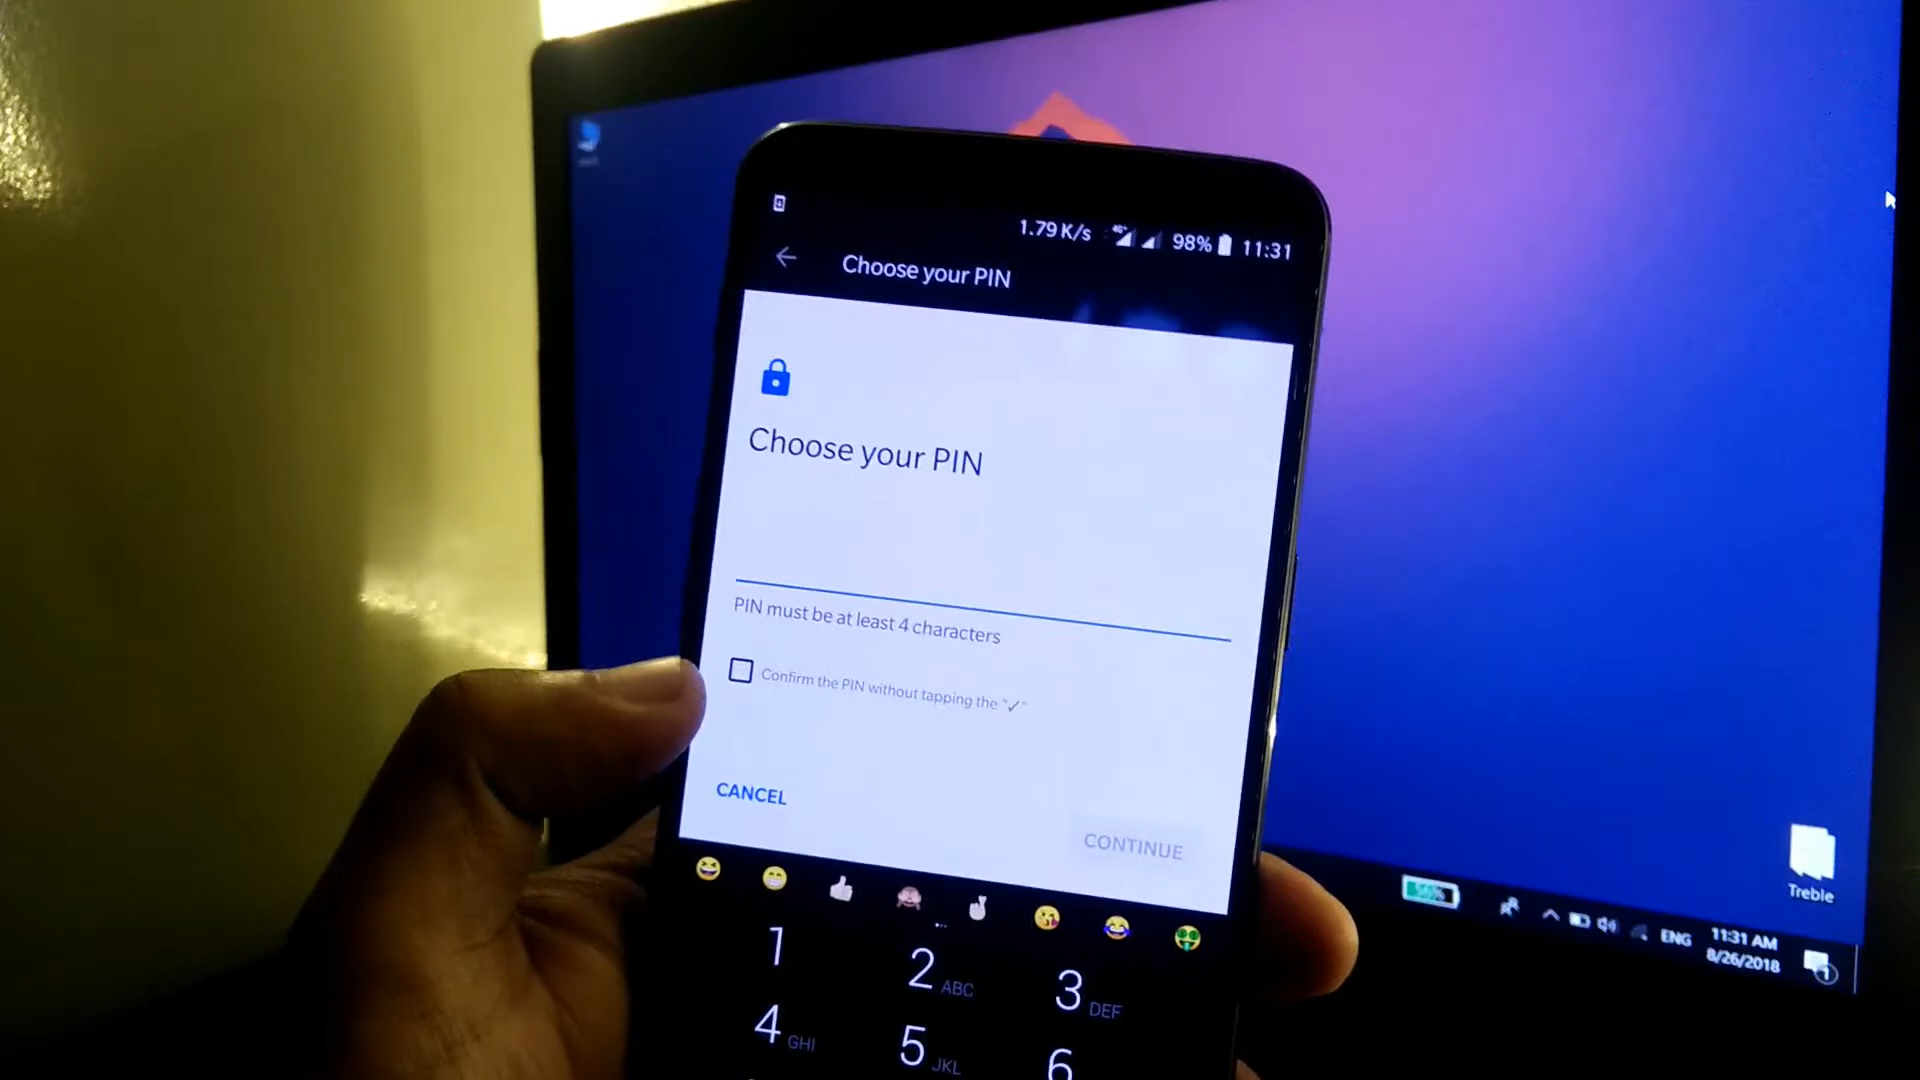 1.79 K/s 4G+ 98% 11:31
Choose your PIN
Choose your PIN
PIN must be at least 4 characters
Confirm the PIN without tapping the "✓"
CANCEL
CONTINUE
1
2 ABC
3 DEF
4 GHI
5 JKL
6
Treble
ENG
11:31 AM
8/26/2018
1